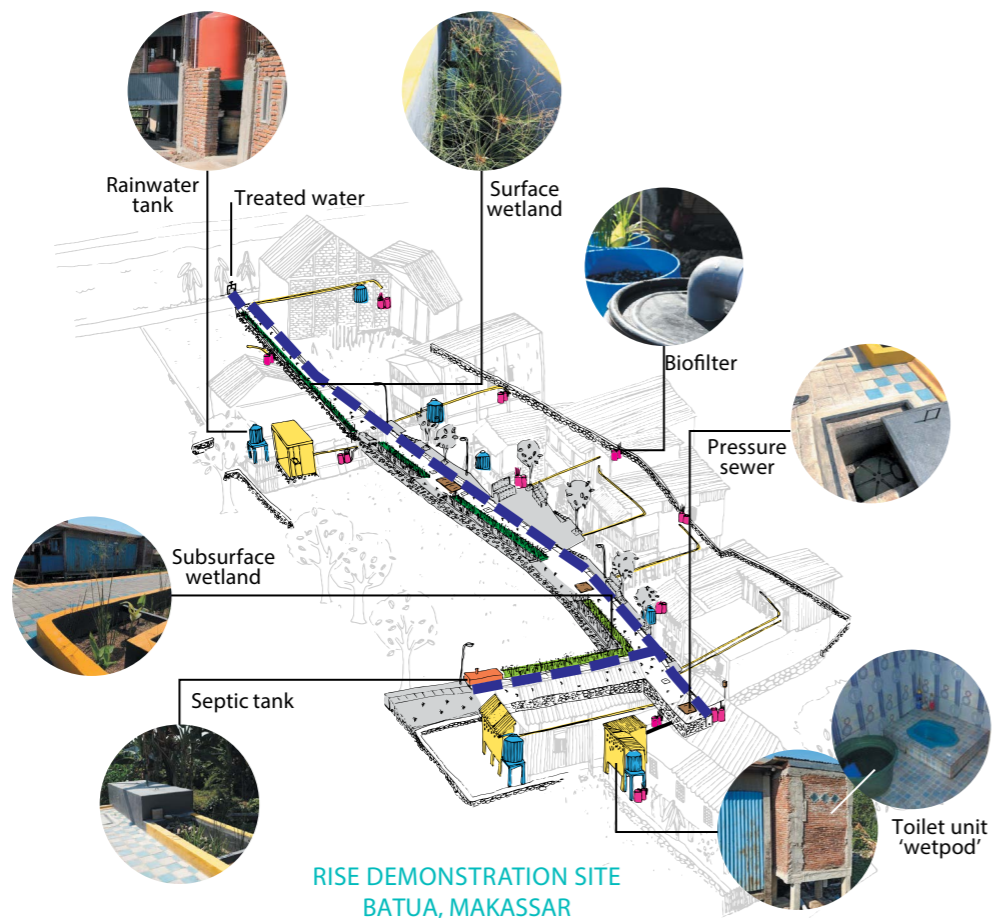 Rainwater
tank
Treated water
Surface
wetland
Biofilter
Pressure
sewer
Subsurface
wetland
Septic tank
Toilet unit
‘wetpod’
RISE DEMONSTRATION SITE
BATUA, MAKASSAR